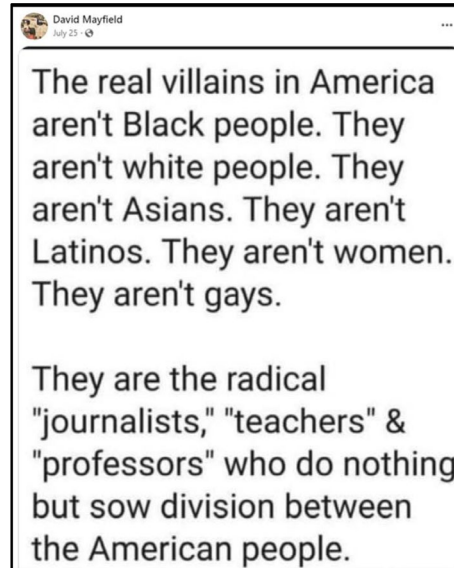 David Mayfield
July 25 ·
The real villains in America
aren't Black people. They
aren't white people. They
aren't Asians. They aren't
Latinos. They aren't women.
They aren't gays.
They are the radical
"journalists," "teachers" &
"professors" who do nothing
but sow division between
the American people.